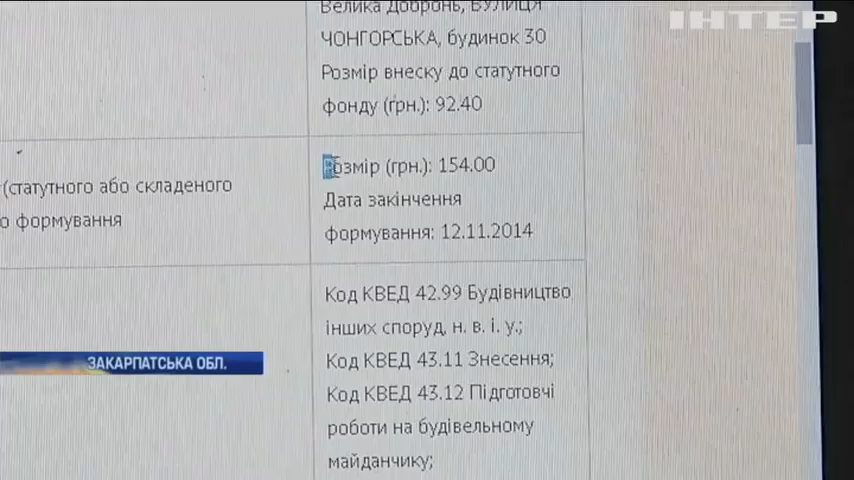 ІНТЕР
Велика Добронь, ВУЛИЦЯ
ЧОНГОРСЬКА, будинок 30
Розмір внеску до статутного
фонду (грн.): 92.40
(статутного або складеного
о формування
Розмір (грн.): 154.00
Дата закінчення
формування: 12.11.2014
Код КВЕД 42.99 Будівництво
інших споруд, н. в. і. у.;
Код КВЕД 43.11 Знесення;
Код КВЕД 43.12 Підготовчі
роботи на будівельному
майданчику;
ЗАКАРПАТСЬКА ОБЛ.